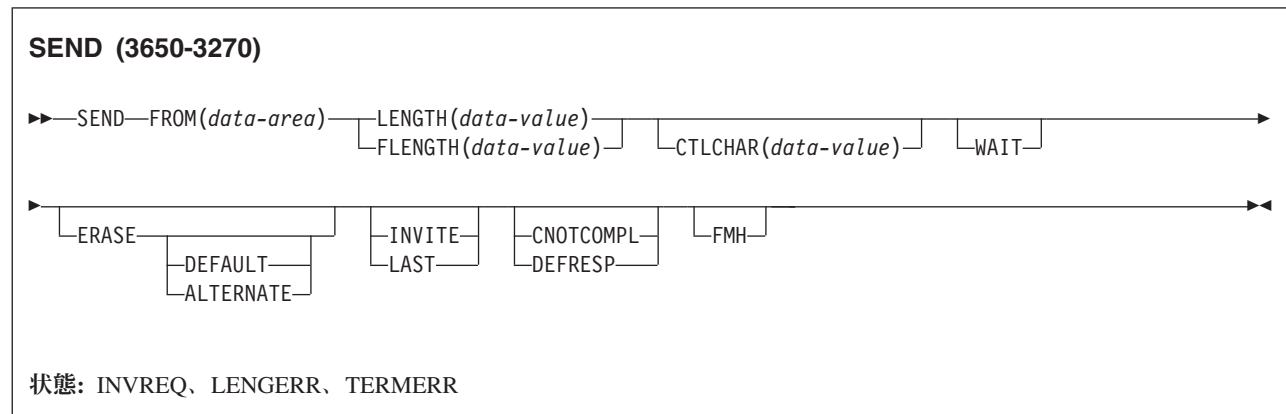 SEND (3650-3270)
SEND FROM(data-area) LENGTH(data-value)
FLENGTH(data-value) CTLCHAR(data-value) WAIT
ERASE INVITE CNOTCOMPL FMH
DEFAULT LAST DEFRESP
ALTERNATE
状態: INVREQ、LENGERR、TERMERR